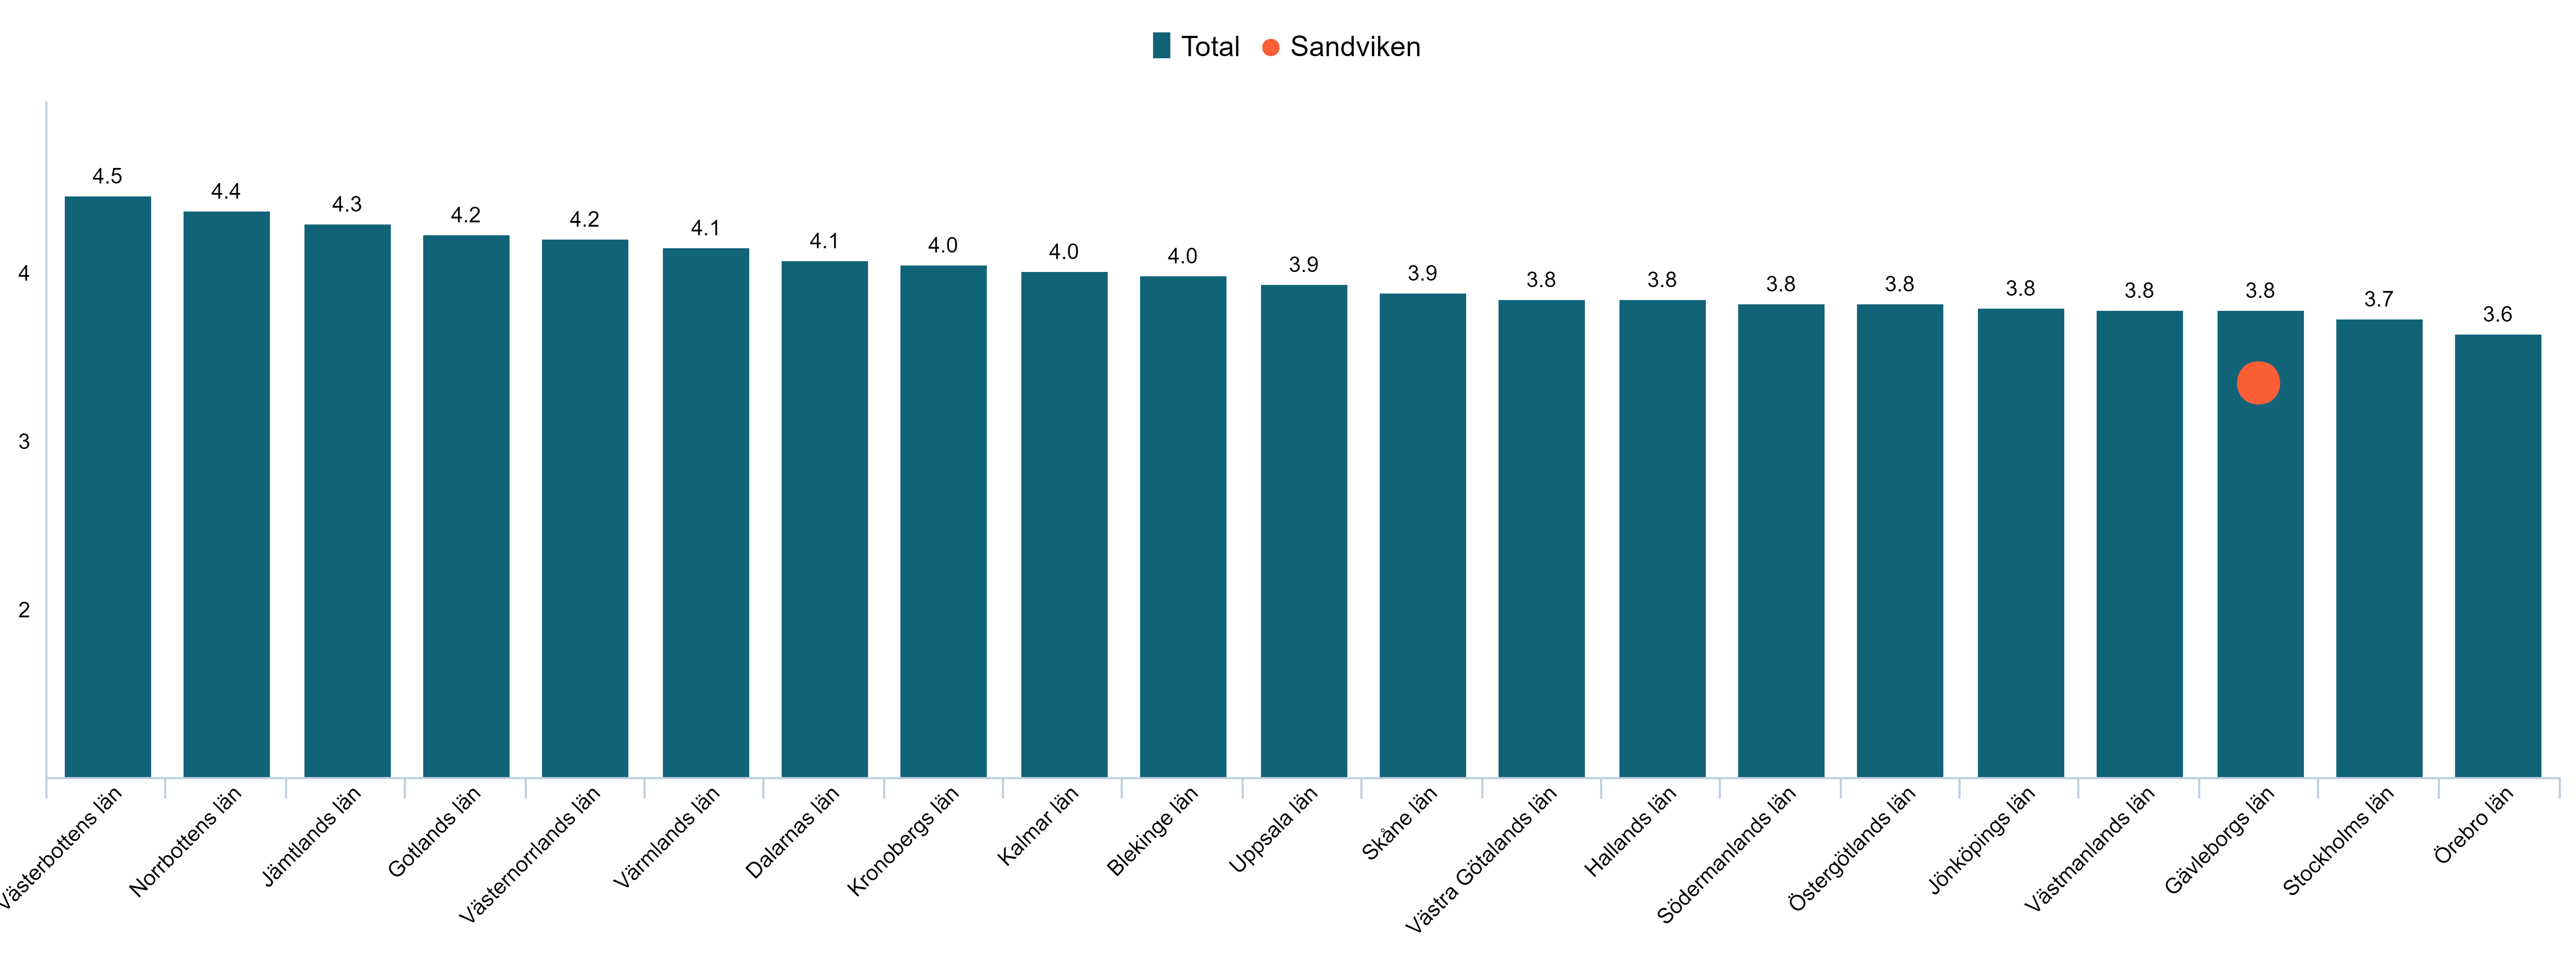 Total Sandviken
4.5 4.4 4.3 4.2 4.2 4.1 4.1 4.0 4.0 4.0 3.9 3.9 3.8 3.8 3.8 3.8 3.8 3.8 3.8 3.7 3.6
4
3
2
Västerbottens län
Norrbottens län
Jämtlands län
Gotlands län
Västernorrlands län
Värmlands län
Dalarnas län
Kronobergs län
Kalmar län
Blekinge län
Uppsala län
Skåne län
Västra Götalands län
Hallands län
Södermanlands län
Östergötlands län
Jönköpings län
Västmanlands län
Gävleborgs län
Stockholms län
Örebro län